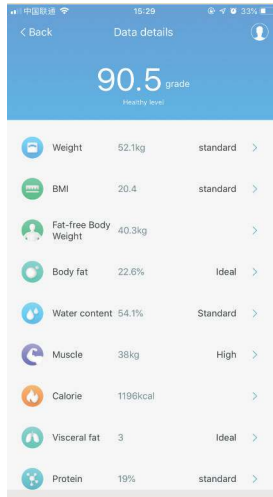 中国联通 15:29 33%
< Back Data details
90.5 grade
Healthy level
Weight 52.1kg standard >
BMI 20.4 standard >
Fat-free Body
Weight 40.3kg >
Body fat 22.6% Ideal >
Water content 54.1% Standard >
Muscle 38kg High >
Calorie 1196kcal >
Visceral fat 3 Ideal >
Protein 19% standard >